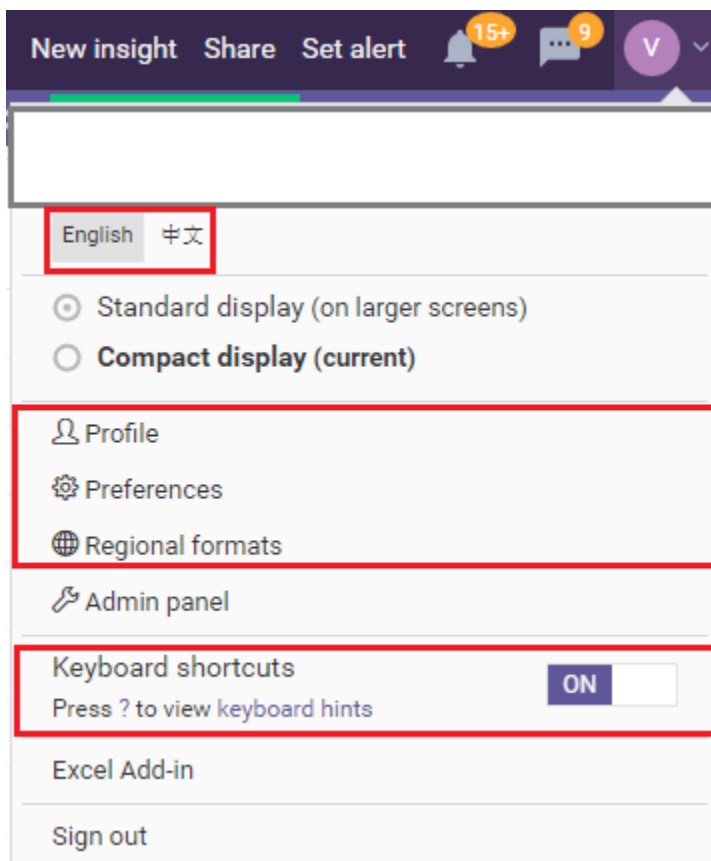 New insight Share Set alert 15+ 9 V
English 中文
Standard display (on larger screens)
Compact display (current)
Profile
Preferences
Regional formats
Admin panel
Keyboard shortcuts ON
Press ? to view keyboard hints
Excel Add-in
Sign out